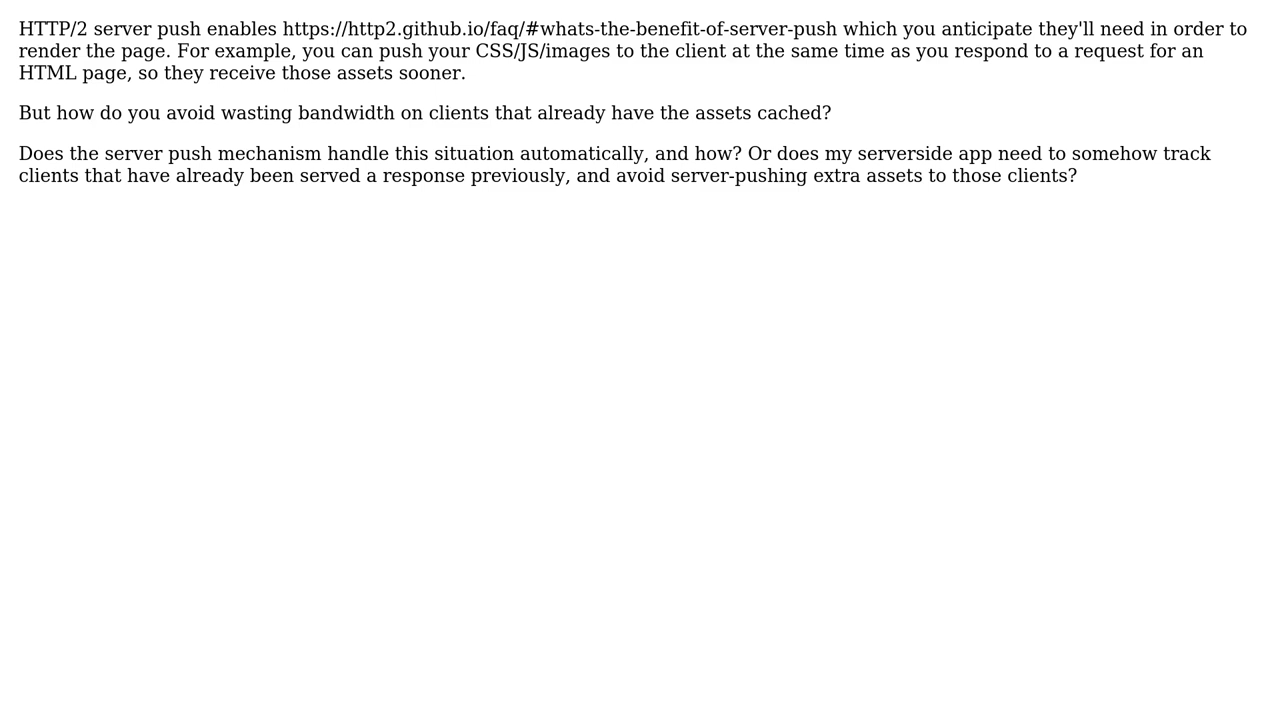 HTTP/2 server push enables https://http2.github.io/faq/#whats-the-benefit-of-server-push which you anticipate they'll need in order to
render the page. For example, you can push your CSS/JS/images to the client at the same time as you respond to a request for an
HTML page, so they receive those assets sooner.
But how do you avoid wasting bandwidth on clients that already have the assets cached?
Does the server push mechanism handle this situation automatically, and how? Or does my serverside app need to somehow track
clients that have already been served a response previously, and avoid server-pushing extra assets to those clients?